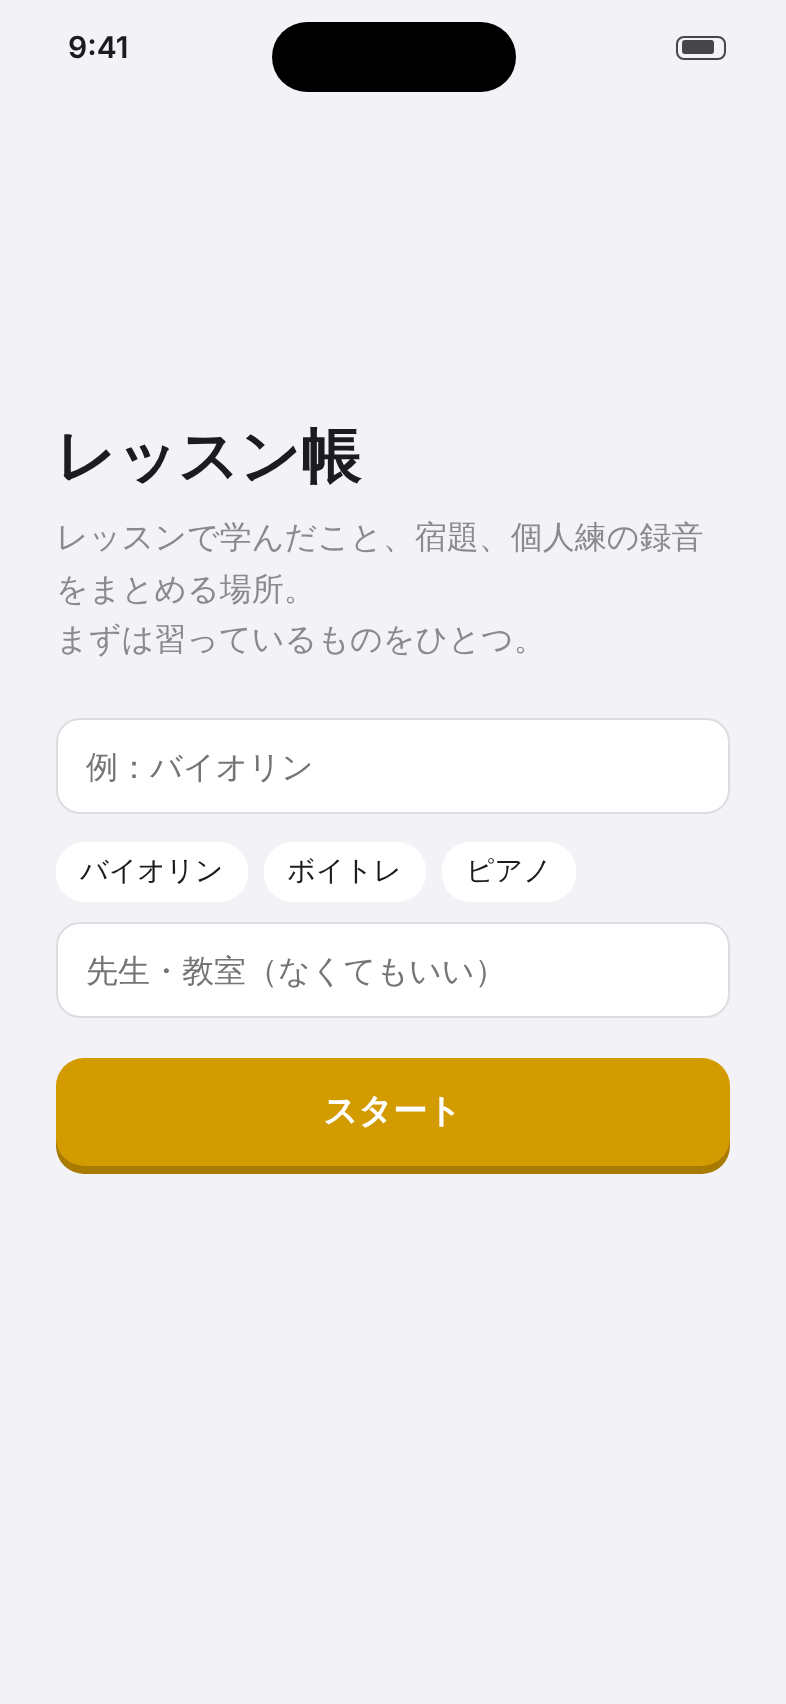 9:41
レッスン帳
レッスンで学んだこと、宿題、個人練の録音
をまとめる場所。
まずは習っているものをひとつ。
例：バイオリン
バイオリン ボイトレ ピアノ
先生・教室（なくてもいい）
スタート